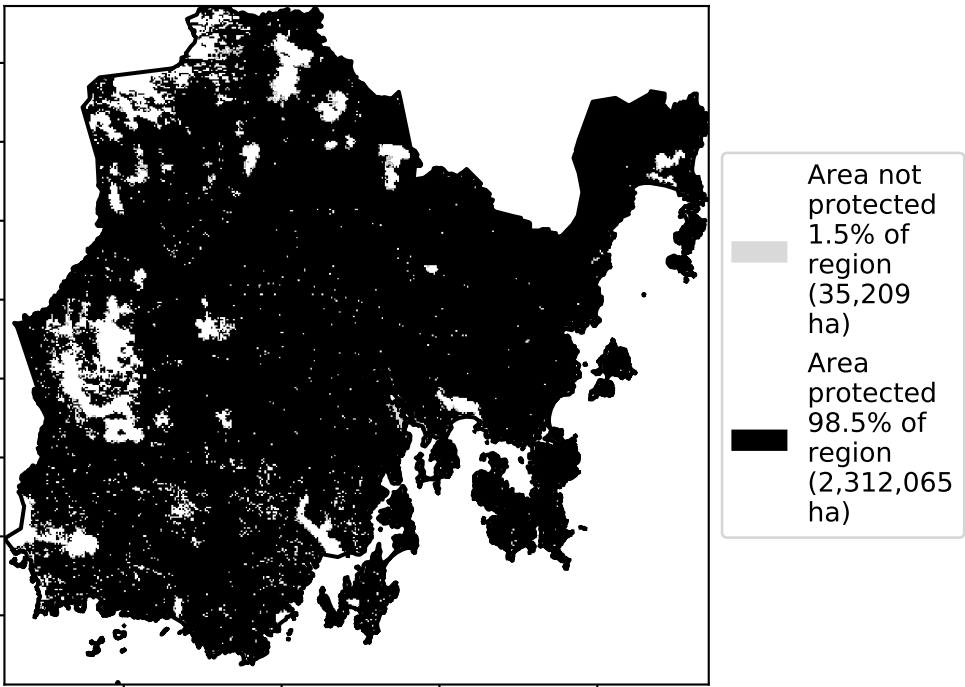 Area not
protected
1.5% of
region
(35,209
ha)
Area
protected
98.5% of
region
(2,312,065
ha)